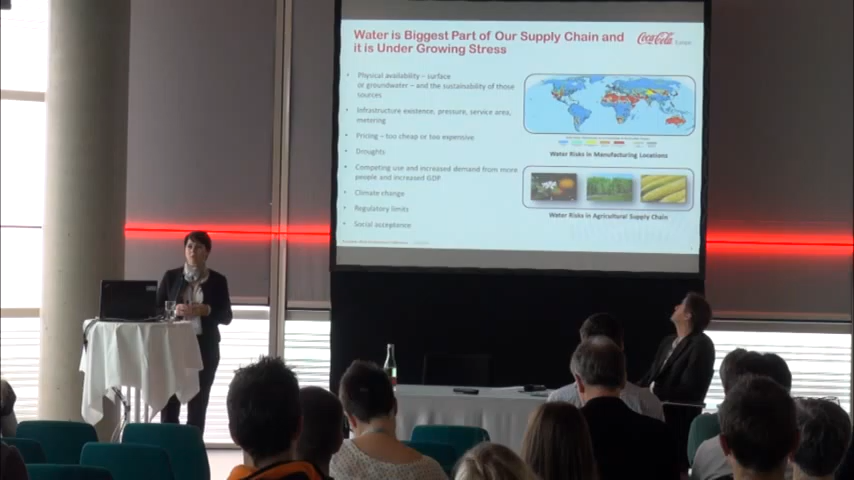 Water is Biggest Part of Our Supply Chain and
it is Under Growing Stress
Coca-Cola Europe
• Physical availability – surface
or groundwater – and the sustainability of those
sources
• Infrastructure existence, pressure, service area,
metering
• Pricing – too cheap or too expensive
• Droughts
• Competing use and increased demand from more
people and increased GDP
• Climate change
• Regulatory limits
• Social acceptance
Water Risks in Manufacturing Locations
Water Risks in Agricultural Supply Chain